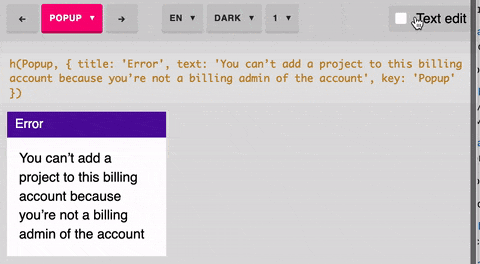 ← POPUP ▾ → EN ▾ DARK ▾ 1 ▾ Text edit
h(Popup, { title: 'Error', text: 'You can’t add a project to this billing
account because you’re not a billing admin of the account', key: 'Popup'
})
Error
You can’t add a
project to this billing
account because
you’re not a billing
admin of the account